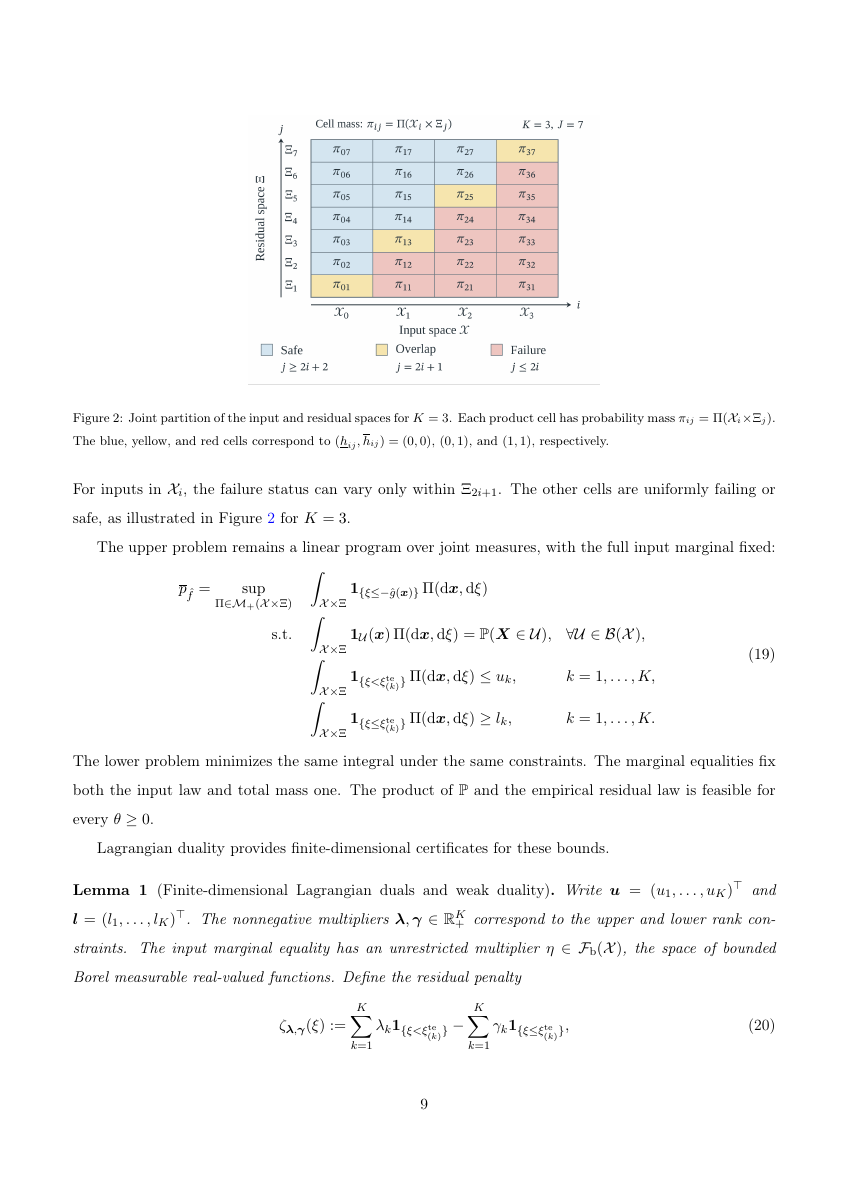 Cell mass: π_{ij} = Π(𝒳_i × Ξ_j) K = 3, J = 7
j
Ξ_7 π_{07} π_{17} π_{27} π_{37}
Ξ_6 π_{06} π_{16} π_{26} π_{36}
Ξ_5 π_{05} π_{15} π_{25} π_{35}
Ξ_4 π_{04} π_{14} π_{24} π_{34}
Ξ_3 π_{03} π_{13} π_{23} π_{33}
Ξ_2 π_{02} π_{12} π_{22} π_{32}
Ξ_1 π_{01} π_{11} π_{21} π_{31}
Residual space Ξ
i
𝒳_0 𝒳_1 𝒳_2 𝒳_3
Input space 𝒳
Safe Overlap Failure
j ≥ 2i + 2 j = 2i + 1 j ≤ 2i
Figure 2: Joint partition of the input and residual spaces for K = 3. Each product cell has probability mass π_{ij} = Π(𝒳_i×Ξ_j).
The blue, yellow, and red cells correspond to (\underline{h}_{ij}, \overline{h}_{ij}) = (0, 0), (0, 1), and (1, 1), respectively.
For inputs in 𝒳_i, the failure status can vary only within Ξ_{2i+1}. The other cells are uniformly failing or
safe, as illustrated in Figure 2 for K = 3.
The upper problem remains a linear program over joint measures, with the full input marginal fixed:
\overline{p}_{\hat{f}} = sup_{Π∈ℳ_+(𝒳×Ξ)} ∫_{𝒳×Ξ} 𝟏_{\{ξ≤−\hat{g}(𝒙)\}} Π(d𝒙, dξ)
s.t. ∫_{𝒳×Ξ} 𝟏_𝒰(𝒙) Π(d𝒙, dξ) = ℙ(𝑿 ∈ 𝒰), ∀𝒰 ∈ ℬ(𝒳),
(19)
∫_{𝒳×Ξ} 𝟏_{\{ξ<ξ^{te}_{(k)}\}} Π(d𝒙, dξ) ≤ u_k, k = 1, . . . , K,
∫_{𝒳×Ξ} 𝟏_{\{ξ≤ξ^{te}_{(k)}\}} Π(d𝒙, dξ) ≥ l_k, k = 1, . . . , K.
The lower problem minimizes the same integral under the same constraints. The marginal equalities fix
both the input law and total mass one. The product of ℙ and the empirical residual law is feasible for
every θ ≥ 0.
Lagrangian duality provides finite-dimensional certificates for these bounds.
Lemma 1 (Finite-dimensional Lagrangian duals and weak duality). Write 𝒖 = (u_1, . . . , u_K)^⊤ and
𝒍 = (l_1, . . . , l_K)^⊤. The nonnegative multipliers 𝝀, 𝜸 ∈ ℝ^K_+ correspond to the upper and lower rank con-
straints. The input marginal equality has an unrestricted multiplier η ∈ ℱ_b(𝒳), the space of bounded
Borel measurable real-valued functions. Define the residual penalty
ζ_{𝝀,𝜸}(ξ) := ∑_{k=1}^{K} λ_k 𝟏_{\{ξ<ξ^{te}_{(k)}\}} − ∑_{k=1}^{K} γ_k 𝟏_{\{ξ≤ξ^{te}_{(k)}\}}, (20)
9